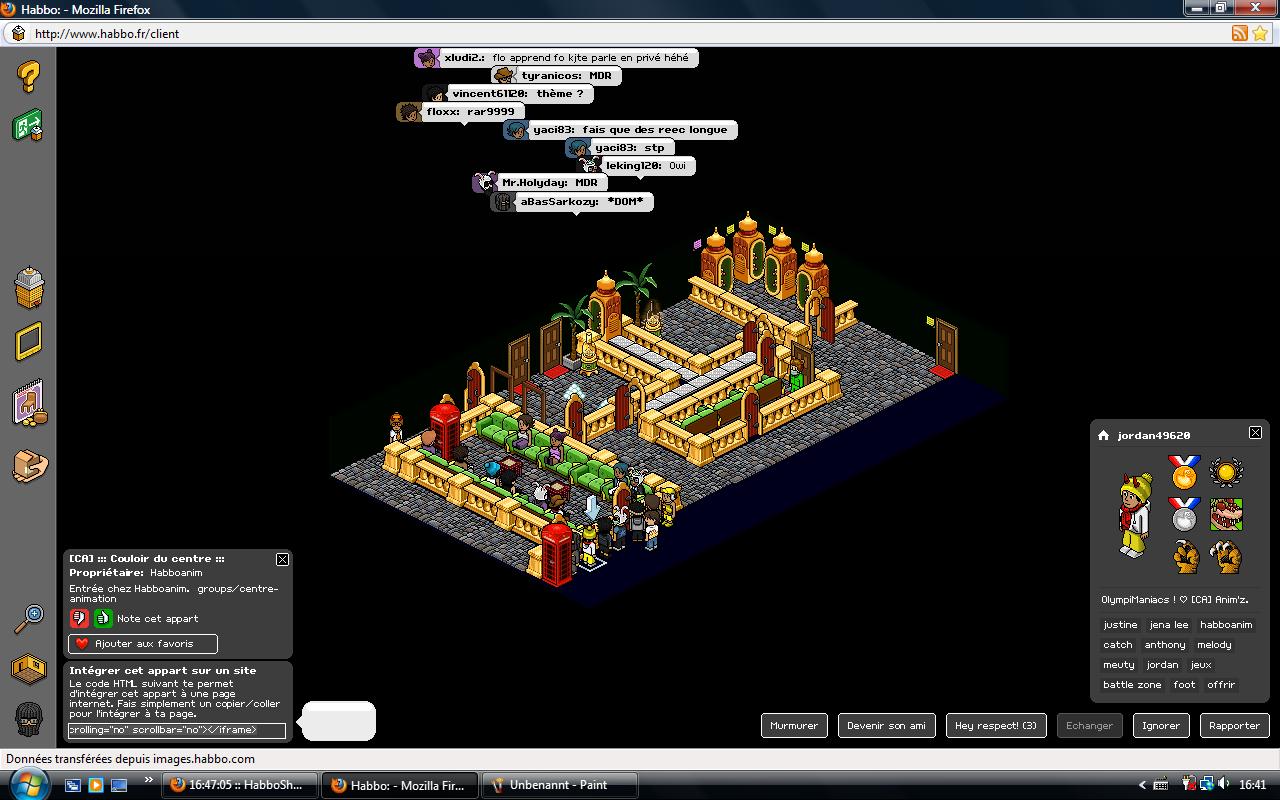 Habbo: - Mozilla Firefox
http://www.habbo.fr/client
xludi2.: flo apprend fo kjte parle en privé héhé
tyranicos: MDR
vincent61120: thème ?
floxx: rar9999
yaci83: fais que des reec longue
yaci83: stp
leking120: Owi
Mr.Holyday: MDR
aBasSarkozy: *DOM*
jordan49620
OlympiManiacs ! ♡ [CA] Anim'z.
justine jena lee habboanim
catch anthony melody
meuty jordan jeux
battle zone foot offrir
[CA] ::: Couloir du centre :::
Propriétaire: Habboanim
Entrée chez Habboanim. groups/centre-
animation
Note cet appart
Ajouter aux favoris
Intégrer cet appart sur un site
Le code HTML suivant te permet
d'intégrer cet appart à une page
internet. Fais simplement un copier/coller
pour l'intégrer à ta page.
crolling="no" scrollbar="no"></iframe>
Murmurer Devenir son ami Hey respect! (3) Echanger Ignorer Rapporter
Données transférées depuis images.habbo.com
16:47:05 :: HabboSh... Habbo: - Mozilla Fir... Unbenannt - Paint 16:41